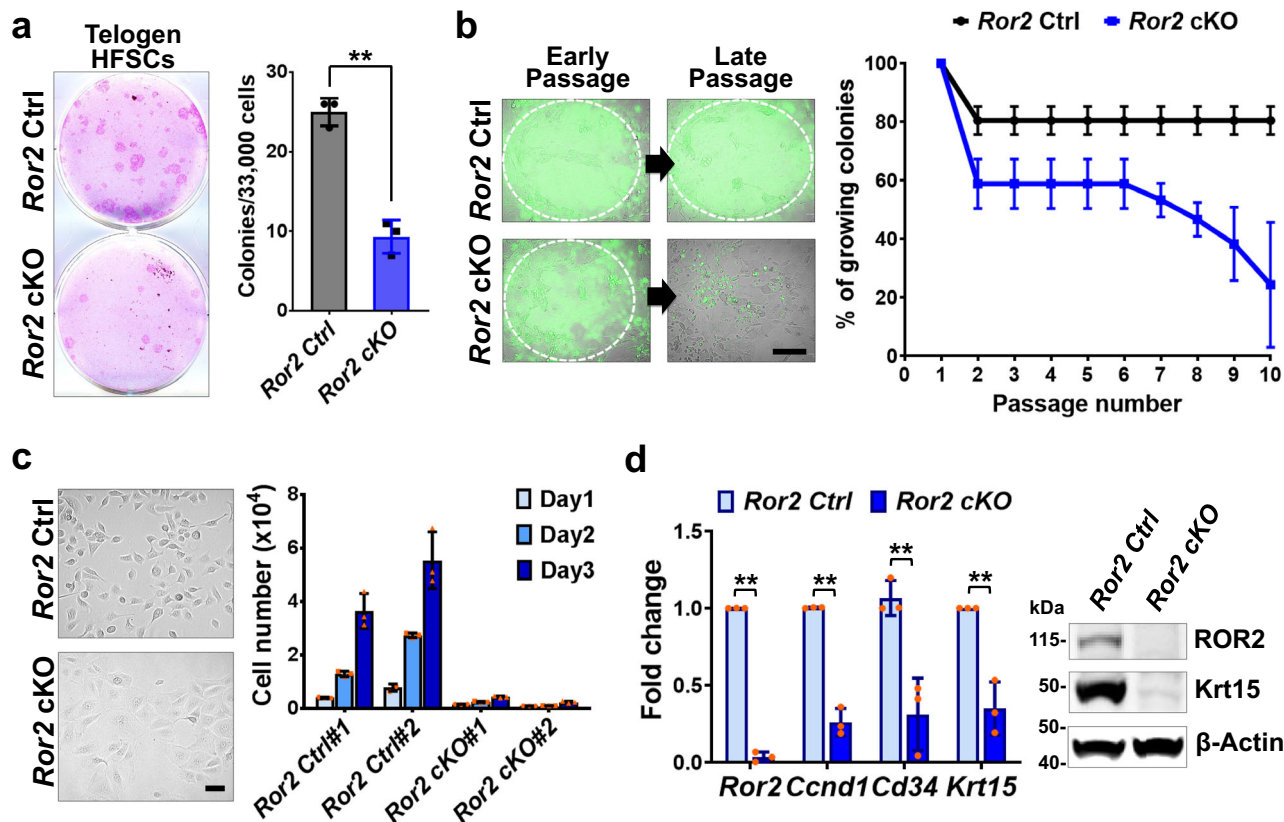 a
Telogen
HFSCs
Ror2 Ctrl
Ror2 cKO
Colonies/33,000 cells
30
20
10
0
**
Ror2 Ctrl
Ror2 cKO
b
Early
Passage
Late
Passage
Ror2 Ctrl
Ror2 cKO
Ror2 Ctrl
Ror2 cKO
% of growing colonies
100
80
60
40
20
0
0 1 2 3 4 5 6 7 8 9 10
Passage number
c
Ror2 Ctrl
Ror2 cKO
Cell number (x10⁴)
8
6
4
2
0
Day1
Day2
Day3
Ror2 Ctrl#1
Ror2 Ctrl#2
Ror2 cKO#1
Ror2 cKO#2
d
Ror2 Ctrl
Ror2 cKO
Fold change
1.5
1.0
0.5
0.0
** ** ** **
Ror2 Ccnd1 Cd34 Krt15
Ror2 Ctrl
Ror2 cKO
kDa
115-
ROR2
50-
Krt15
50-
β-Actin
40-